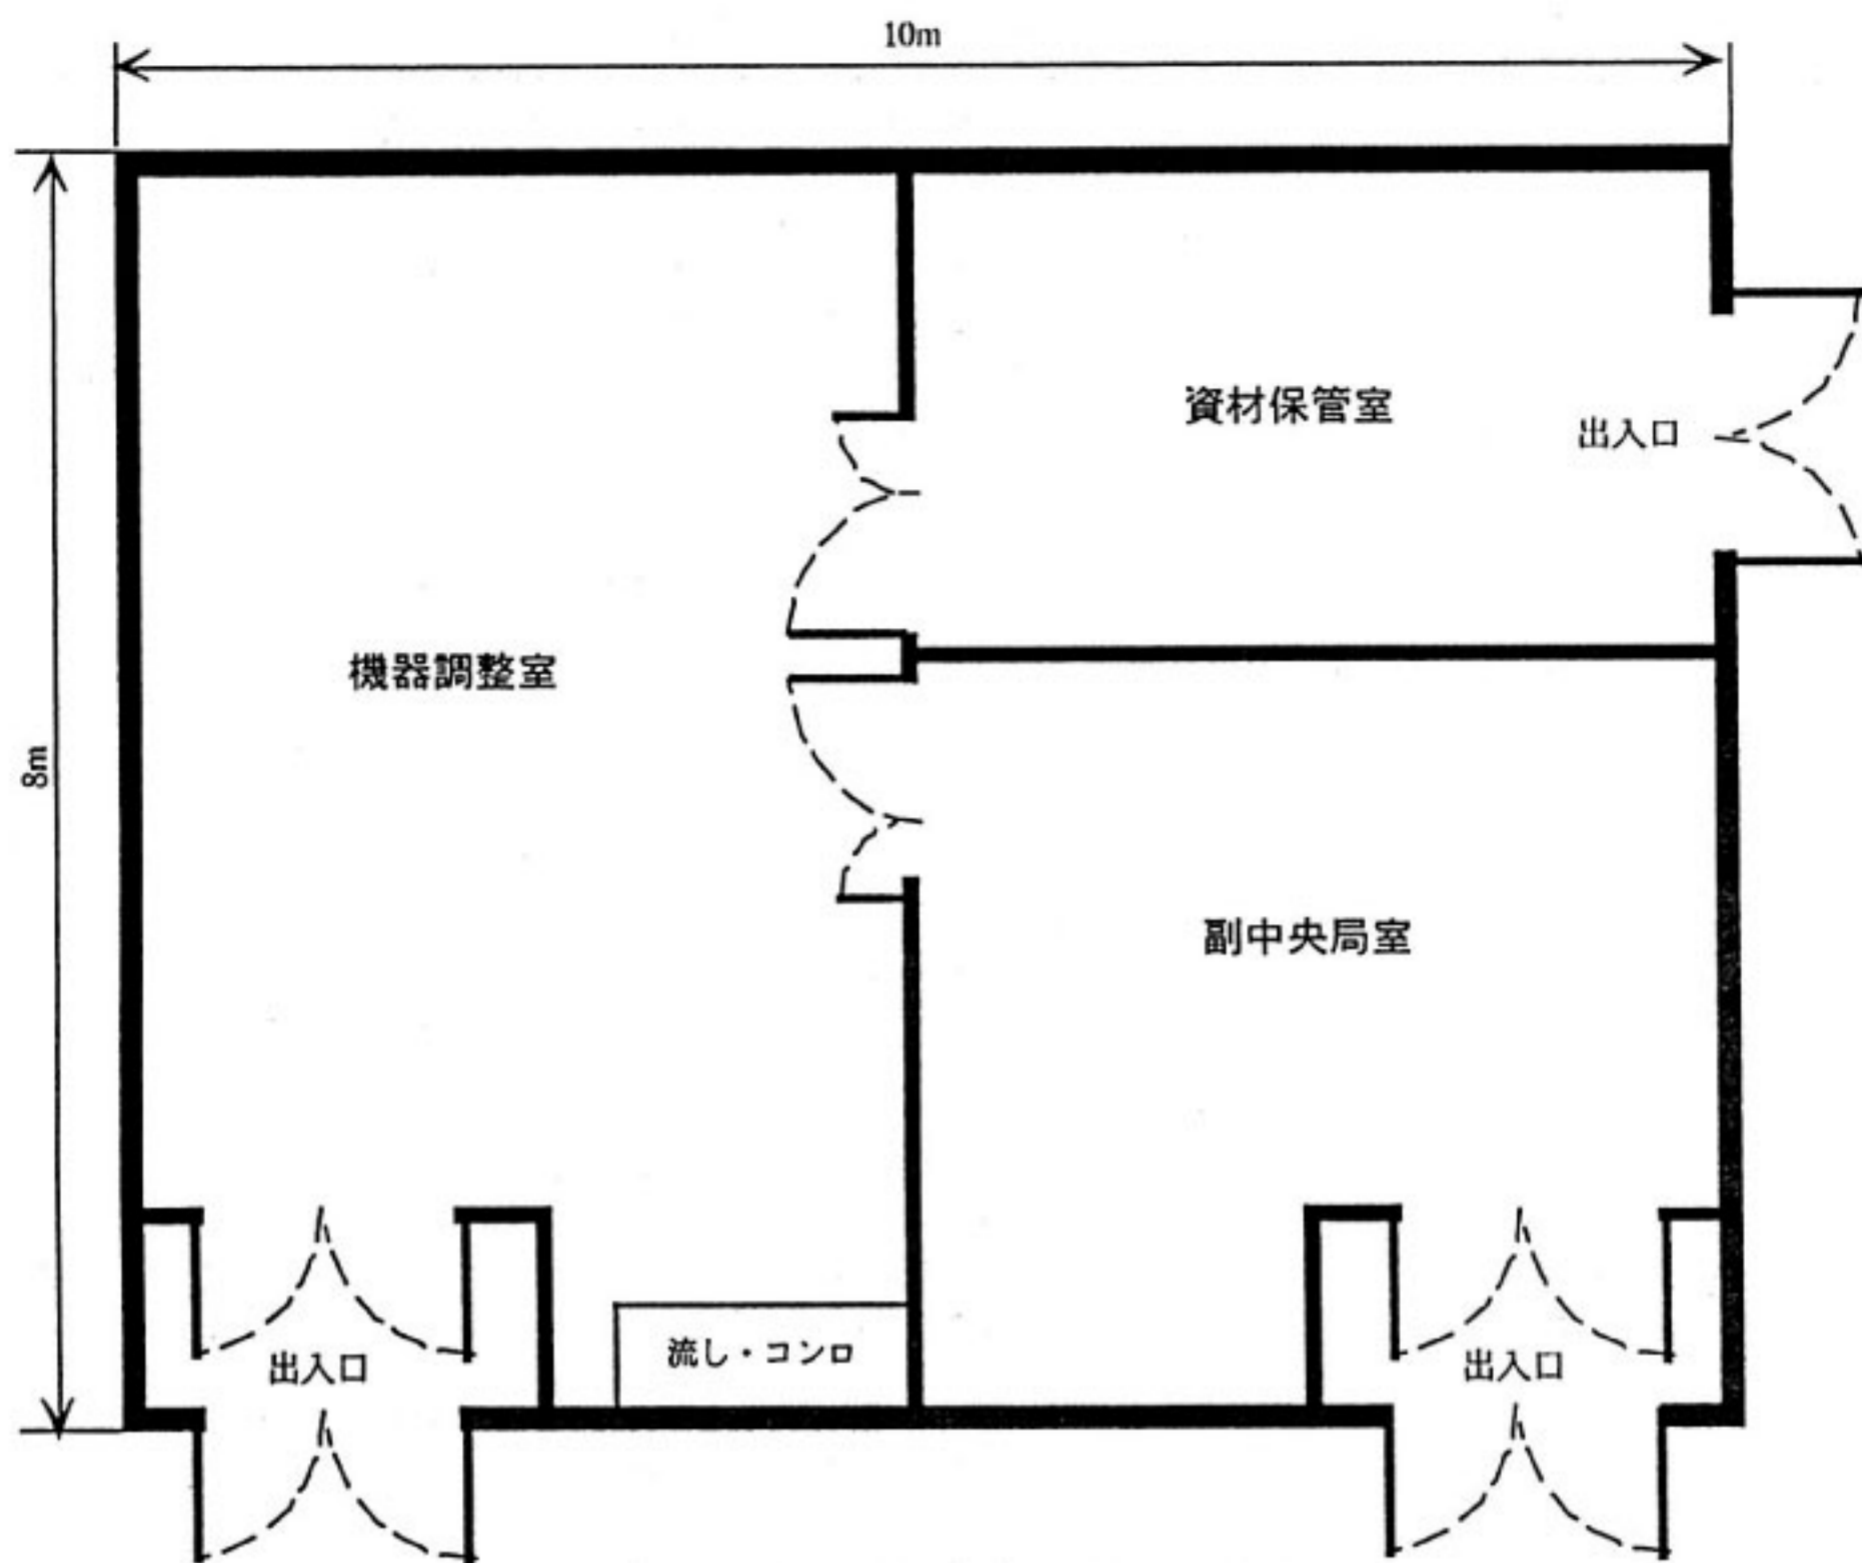 10m
資材保管室
出入口
機器調整室
8m
副中央局室
流し・コンロ
出入口
出入口